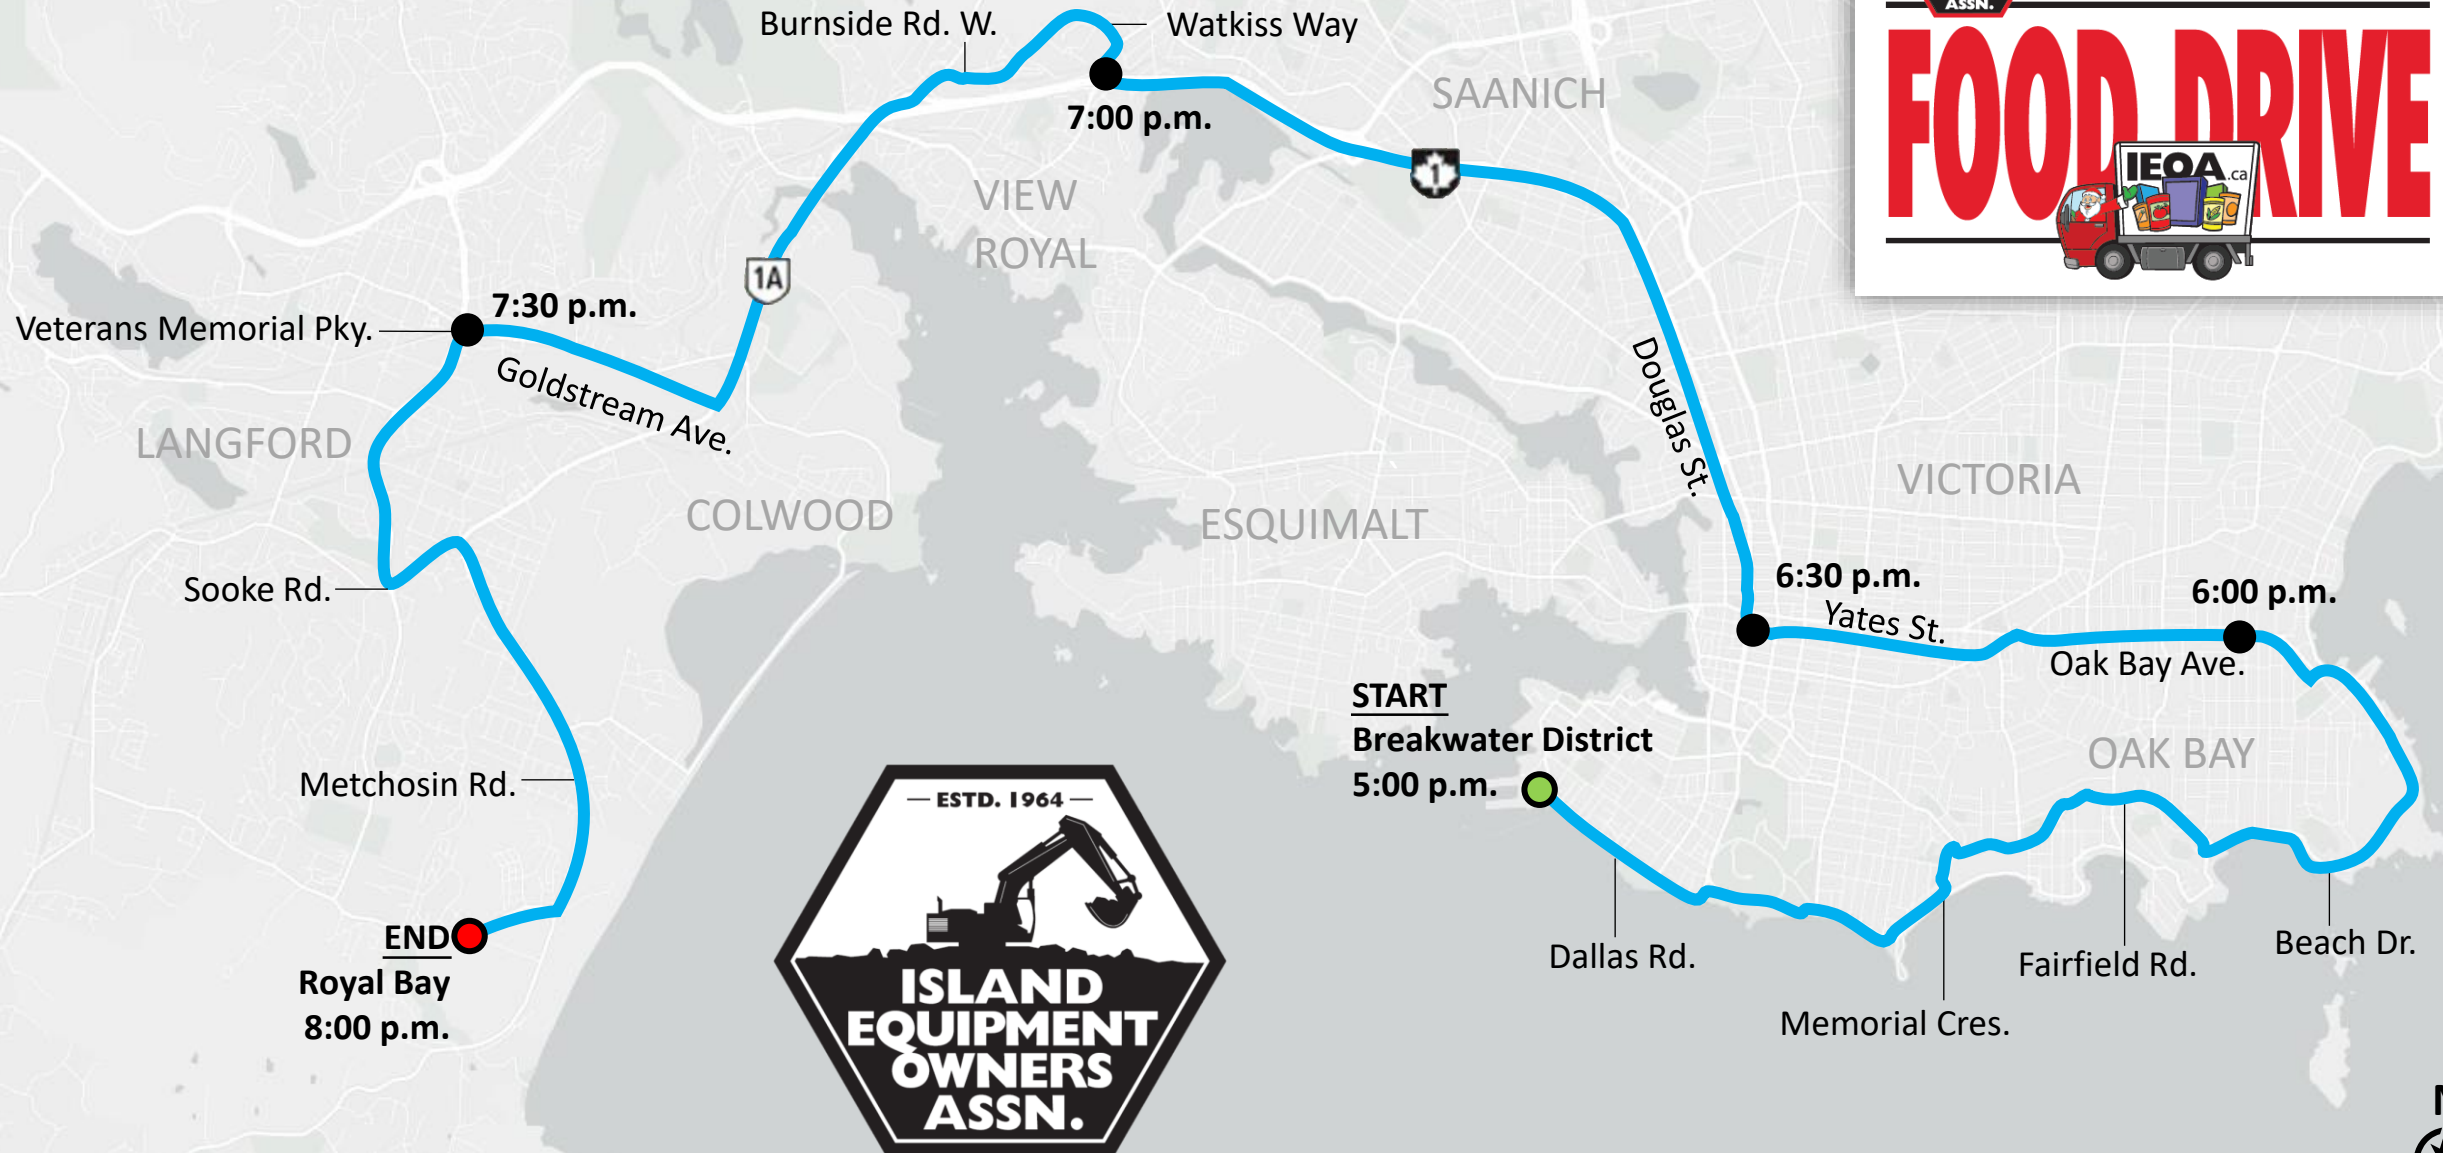 Burnside Rd. W.
Watkiss Way
ASSN.
FOOD DRIVE
IEOA.ca
SAANICH
7:00 p.m.
1
VIEW
ROYAL
1A
7:30 p.m.
Veterans Memorial Pky.
Goldstream Ave.
Douglas St.
LANGFORD
COLWOOD
ESQUIMALT
VICTORIA
Sooke Rd.
6:30 p.m.
Yates St.
6:00 p.m.
Oak Bay Ave.
START
Breakwater District
5:00 p.m.
OAK BAY
Metchosin Rd.
ESTD. 1964
ISLAND
EQUIPMENT
OWNERS
ASSN.
END
Royal Bay
8:00 p.m.
Dallas Rd.
Memorial Cres.
Fairfield Rd.
Beach Dr.